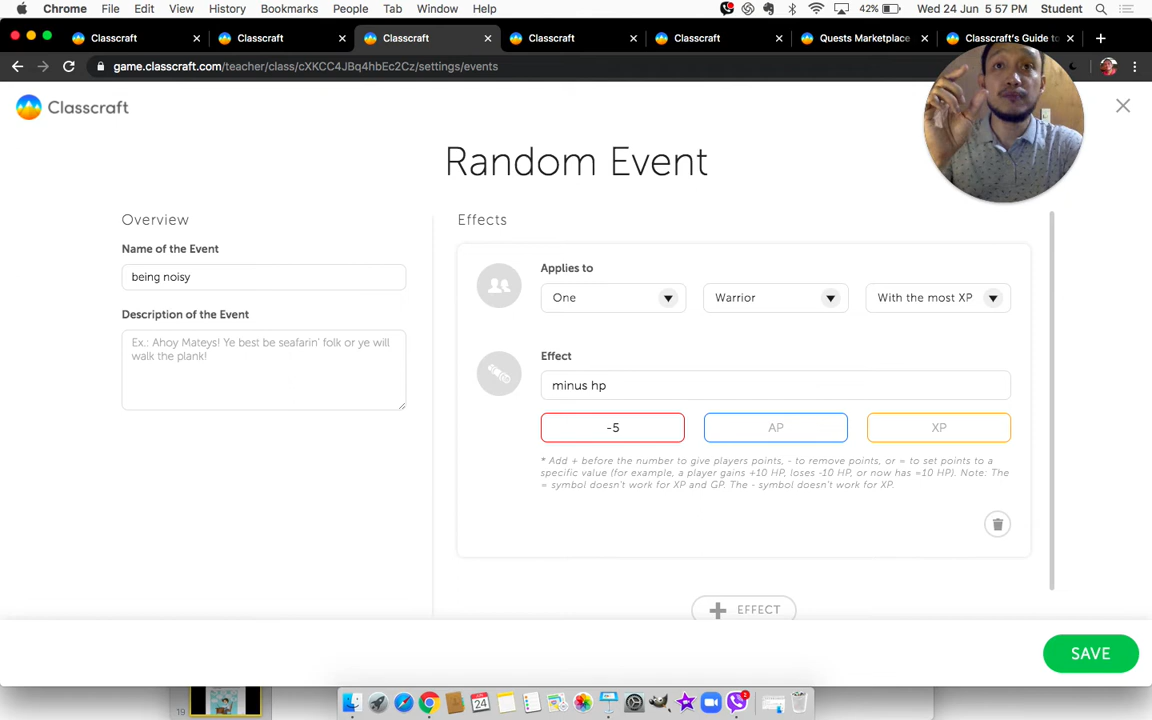 Chrome File Edit View History Bookmarks People Tab Window Help 42% Wed 24 Jun 5:57 PM Student
Classcraft Classcraft Classcraft Classcraft Classcraft Quests Marketplace Classcraft's Guide to
game.classcraft.com/teacher/class/cXKCC4JBq4hbEc2Cz/settings/events
Classcraft
Random Event
Overview
Name of the Event
being noisy
Description of the Event
Ex.: Ahoy Mateys! Ye best be seafarin' folk or ye will
walk the plank!
Effects
Applies to
One Warrior With the most XP
Effect
minus hp
-5 AP XP
* Add + before the number to give players points, - to remove points, or = to set points to a
specific value (for example, a player gains +10 HP, loses -10 HP, or now has =10 HP). Note: The
= symbol doesn't work for XP and GP. The - symbol doesn't work for XP.
EFFECT
SAVE
19
24
2